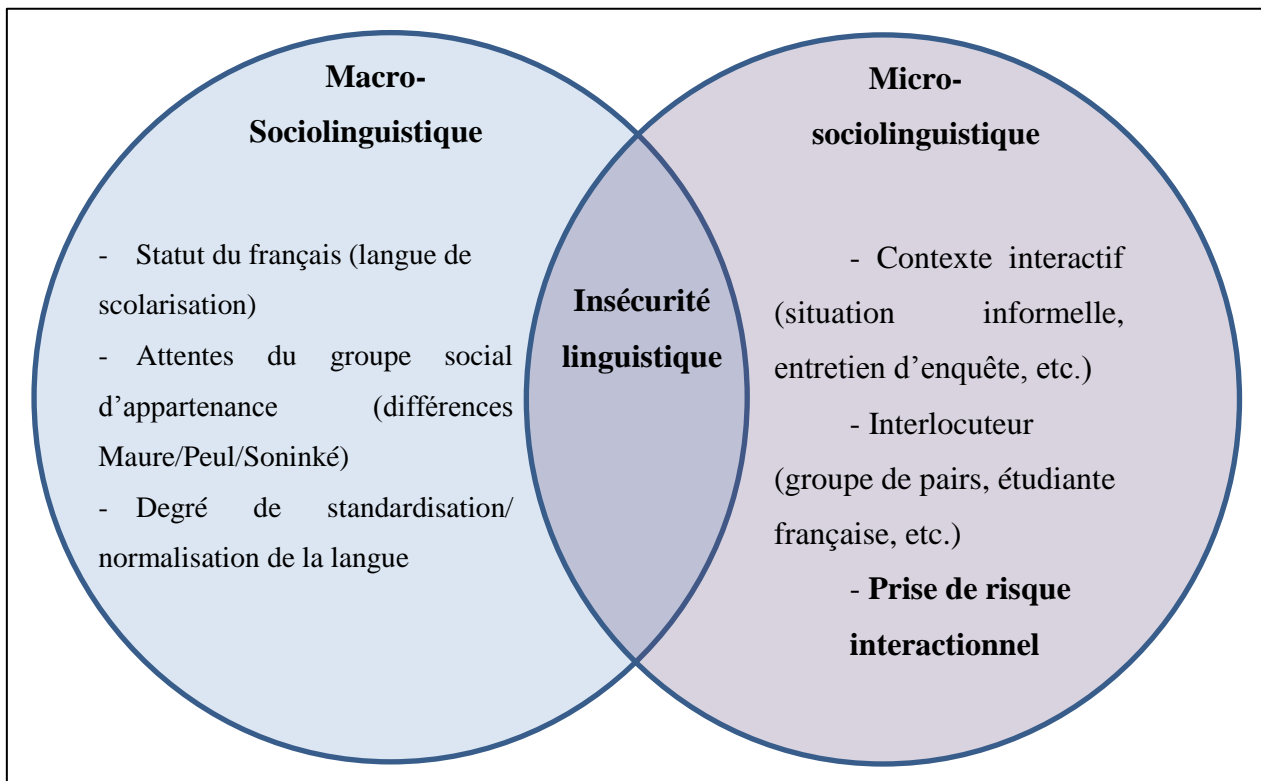 Macro-
Sociolinguistique
- Statut du français (langue de
scolarisation)
- Attentes du groupe social
d’appartenance (différences
Maure/Peul/Soninké)
- Degré de standardisation/
normalisation de la langue
Insécurité
linguistique
Micro-
sociolinguistique
- Contexte interactif
(situation informelle,
entretien d’enquête, etc.)
- Interlocuteur
(groupe de pairs, étudiante
française, etc.)
- Prise de risque
interactionnel